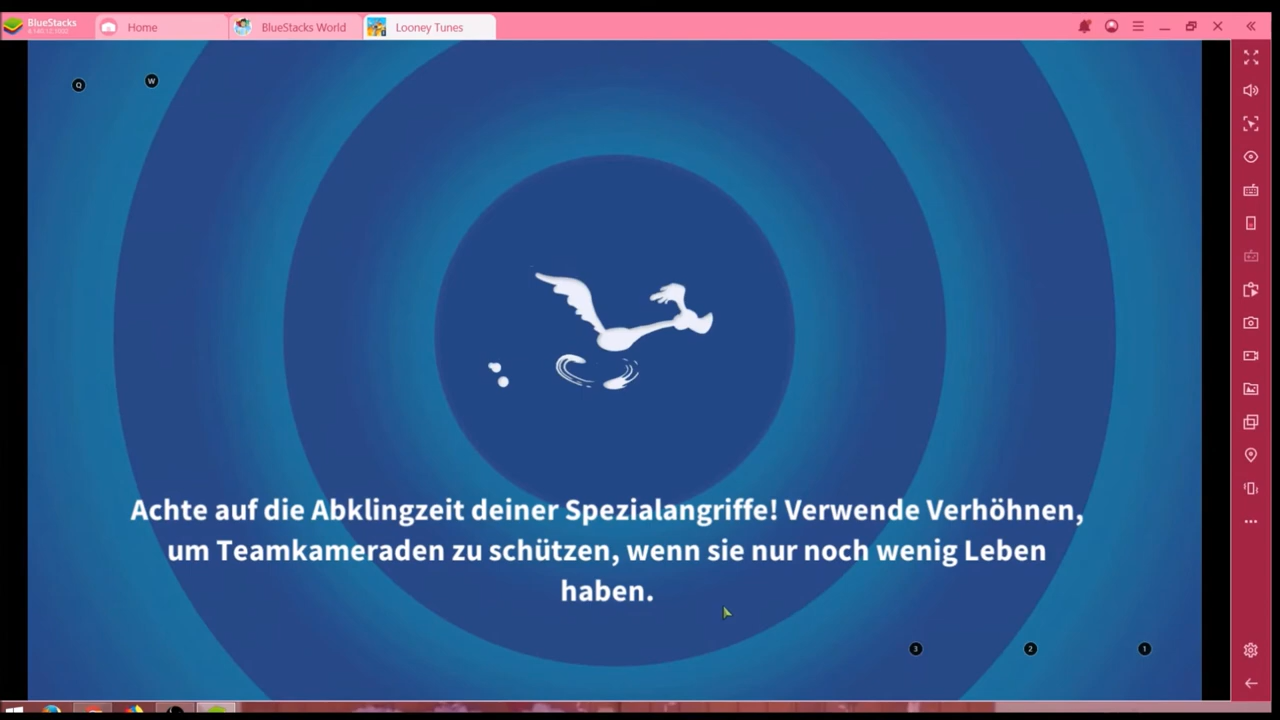 BlueStacks
Home
BlueStacks World
Looney Tunes
Q
W
Achte auf die Abklingzeit deiner Spezialangriffe! Verwende Verhöhnen,
um Teamkameraden zu schützen, wenn sie nur noch wenig Leben
haben.
3
2
1